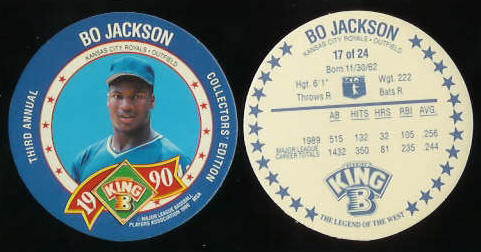 BO JACKSON
KANSAS CITY ROYALS • OUTFIELD
THIRD ANNUAL
COLLECTORS' EDITION
1990
KING
B
© MAJOR LEAGUE BASEBALL
PLAYERS ASSOCIATION 1990 MSA
BO JACKSON
KANSAS CITY ROYALS • OUTFIELD
17 of 24
Born 11/30/62
Hgt. 6'1" Wgt. 222
Throws R Bats R
AB HITS HRS RBI AVG.
1989 515 132 32 105 .256
MAJOR LEAGUE
CAREER TOTALS 1432 350 81 235 .244
KING
B
THE LEGEND OF THE WEST